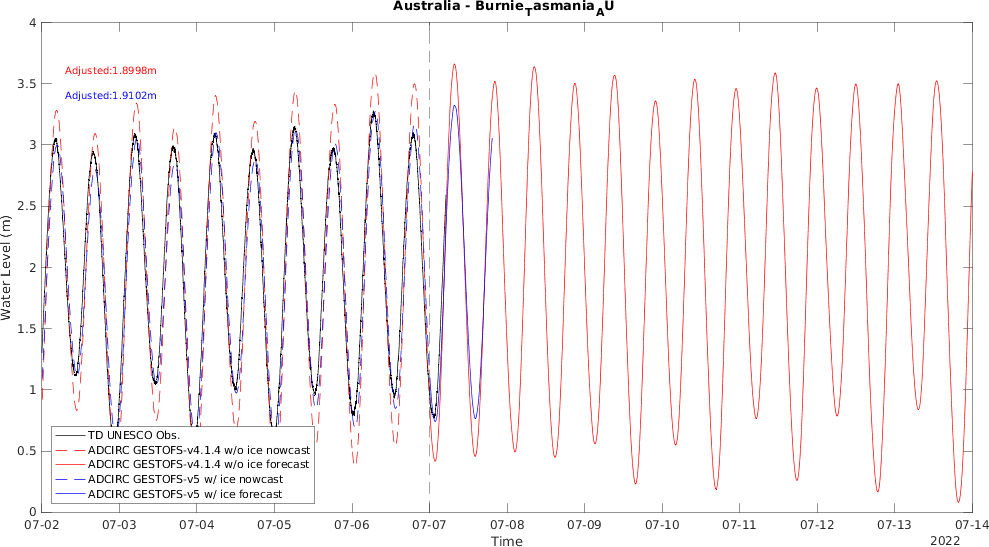 Australia - Burnie_Tasmania_AU
4
3.5
3
2.5
2
1.5
1
0.5
0
Water Level (m)
Adjusted:1.8998m
Adjusted:1.9102m
TD UNESCO Obs.
ADCIRC GESTOFS-v4.1.4 w/o ice nowcast
ADCIRC GESTOFS-v4.1.4 w/o ice forecast
ADCIRC GESTOFS-v5 w/ ice nowcast
ADCIRC GESTOFS-v5 w/ ice forecast
07-02 07-03 07-04 07-05 07-06 07-07 07-08 07-09 07-10 07-11 07-12 07-13 07-14
Time
2022